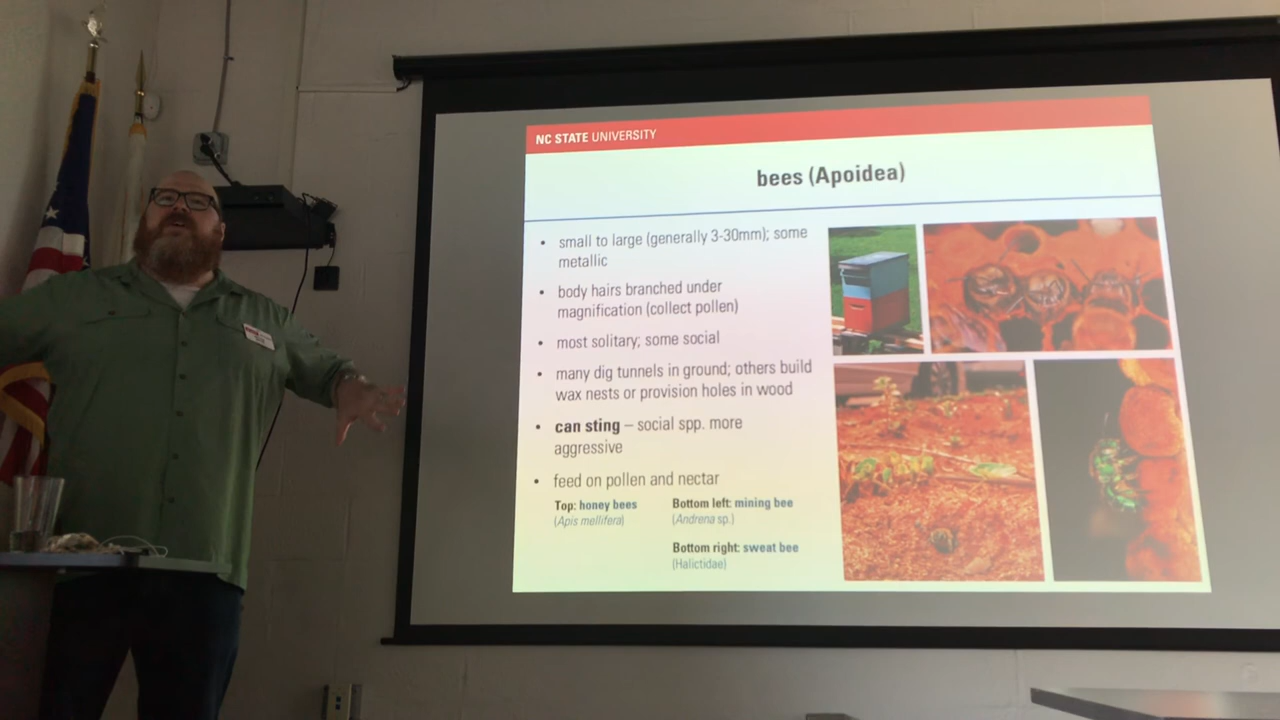 NC STATE UNIVERSITY
bees (Apoidea)
• small to large (generally 3-30mm); some
metallic
• body hairs branched under
magnification (collect pollen)
• most solitary; some social
• many dig tunnels in ground; others build
wax nests or provision holes in wood
• can sting – social spp. more
aggressive
• feed on pollen and nectar
Top: honey bees
(Apis mellifera)
Bottom left: mining bee
(Andrena sp.)
Bottom right: sweat bee
(Halictidae)